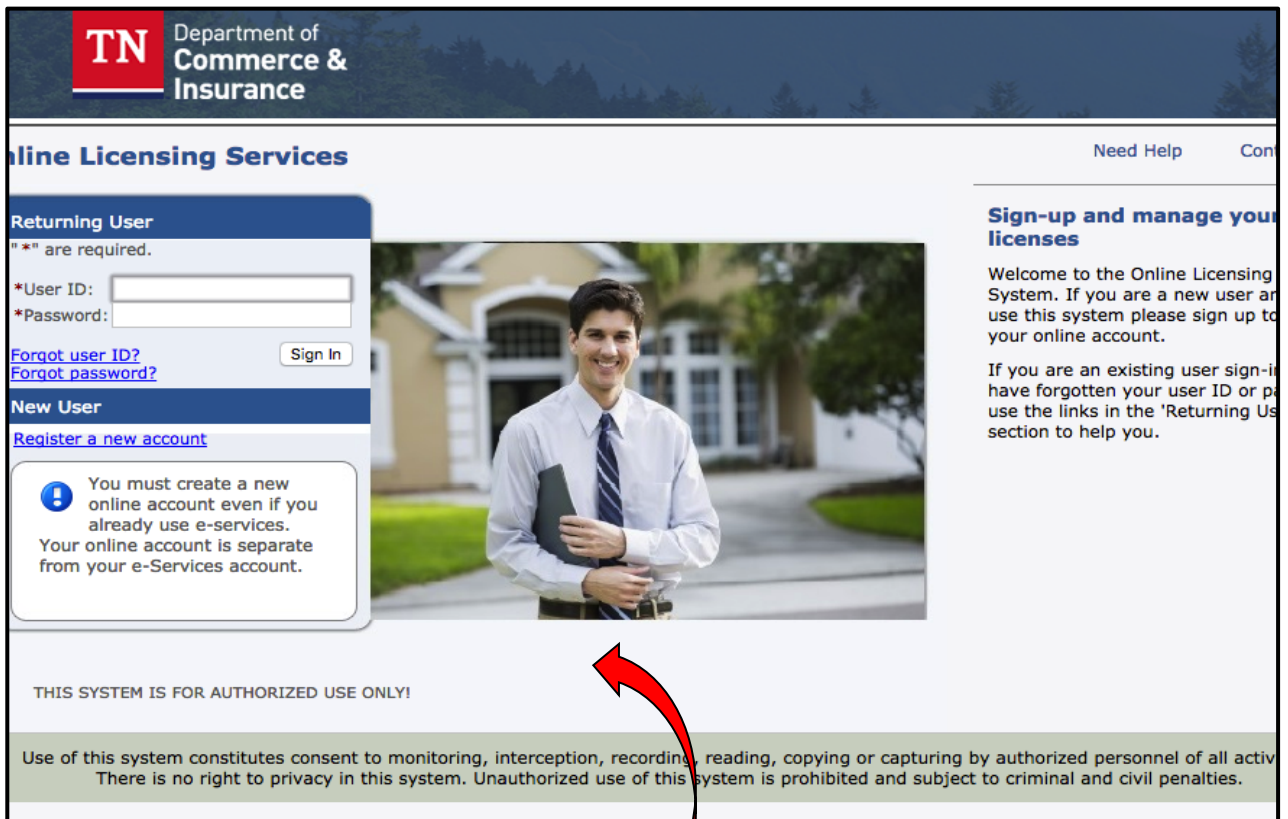 TN
Department of
Commerce &
Insurance
nline Licensing Services
Need Help
Cont
Returning User
"*" are required.
*User ID:
*Password:
Forgot user ID?
Sign In
Forgot password?
New User
Register a new account
You must create a new
online account even if you
already use e-services.
Your online account is separate
from your e-Services account.
Sign-up and manage your
licenses
Welcome to the Online Licensing
System. If you are a new user an
use this system please sign up to
your online account.
If you are an existing user sign-in
have forgotten your user ID or pa
use the links in the 'Returning Us
section to help you.
THIS SYSTEM IS FOR AUTHORIZED USE ONLY!
Use of this system constitutes consent to monitoring, interception, recording, reading, copying or capturing by authorized personnel of all activ
There is no right to privacy in this system. Unauthorized use of this system is prohibited and subject to criminal and civil penalties.